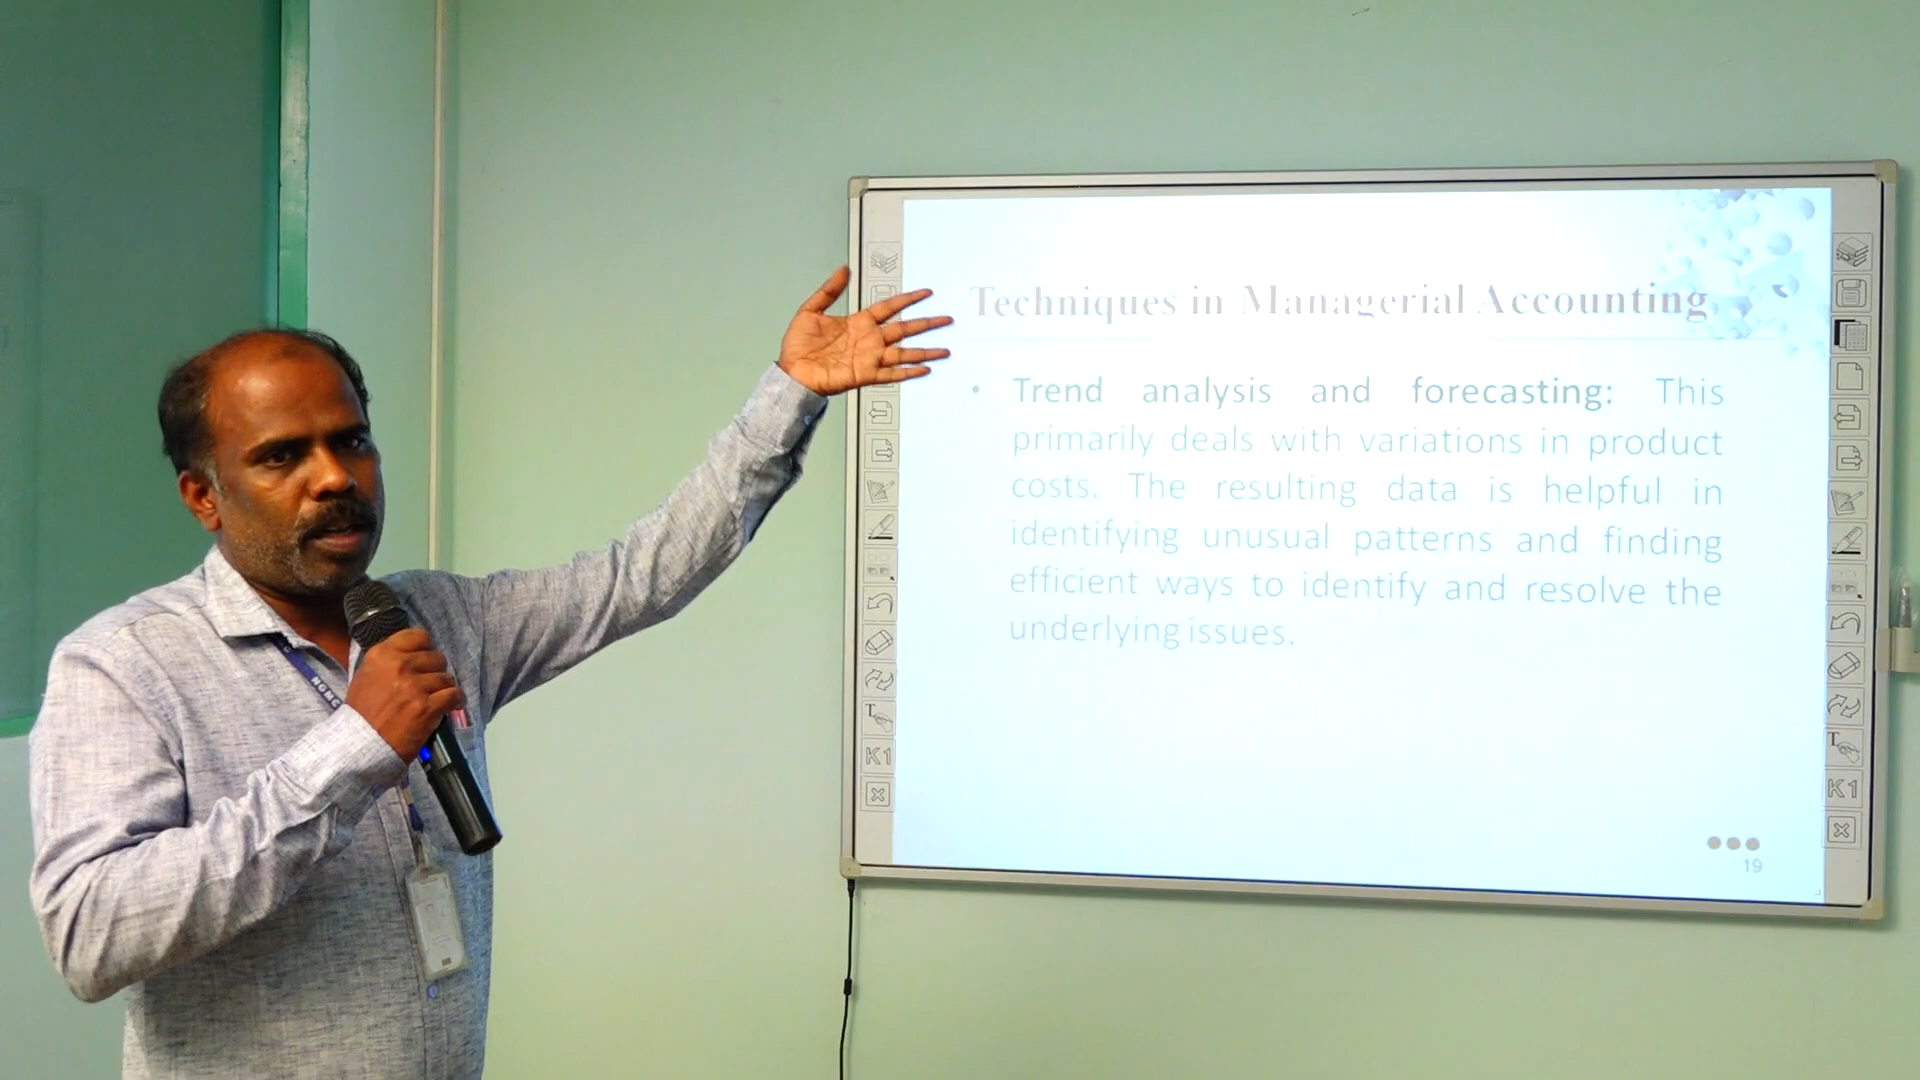 Techniques in Managerial Accounting
• Trend analysis and forecasting: This
primarily deals with variations in product
costs. The resulting data is helpful in
identifying unusual patterns and finding
efficient ways to identify and resolve the
underlying issues.
19
NGMC
T
K1
T
K1